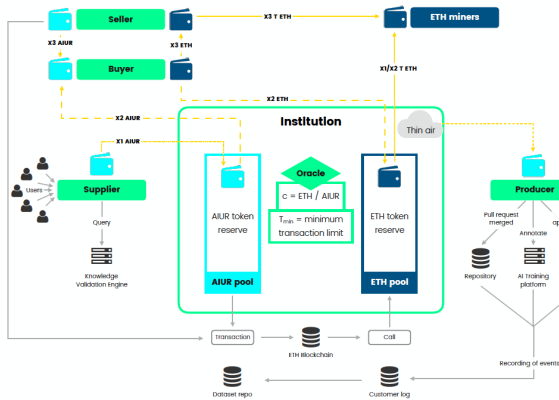 X3 T ETH
Seller
ETH miners
X3 AIUR
X3 ETH
Buyer
X1/X2 T ETH
X2 ETH
X2 AIUR
Institution
Thin air
X1 AIUR
Oracle
Supplier
Users
c = ETH / AIUR
Producer
AIUR token
reserve
Tmin = minimum
transaction limit
ETH token
reserve
Query
Pull request
merged
Annotate
Knowledge
Validation Engine
AIUR pool
ETH pool
Repository
AI Training
platform
Transaction
ETH Blockchain
Call
Recording of events
Dataset repo
Customer log